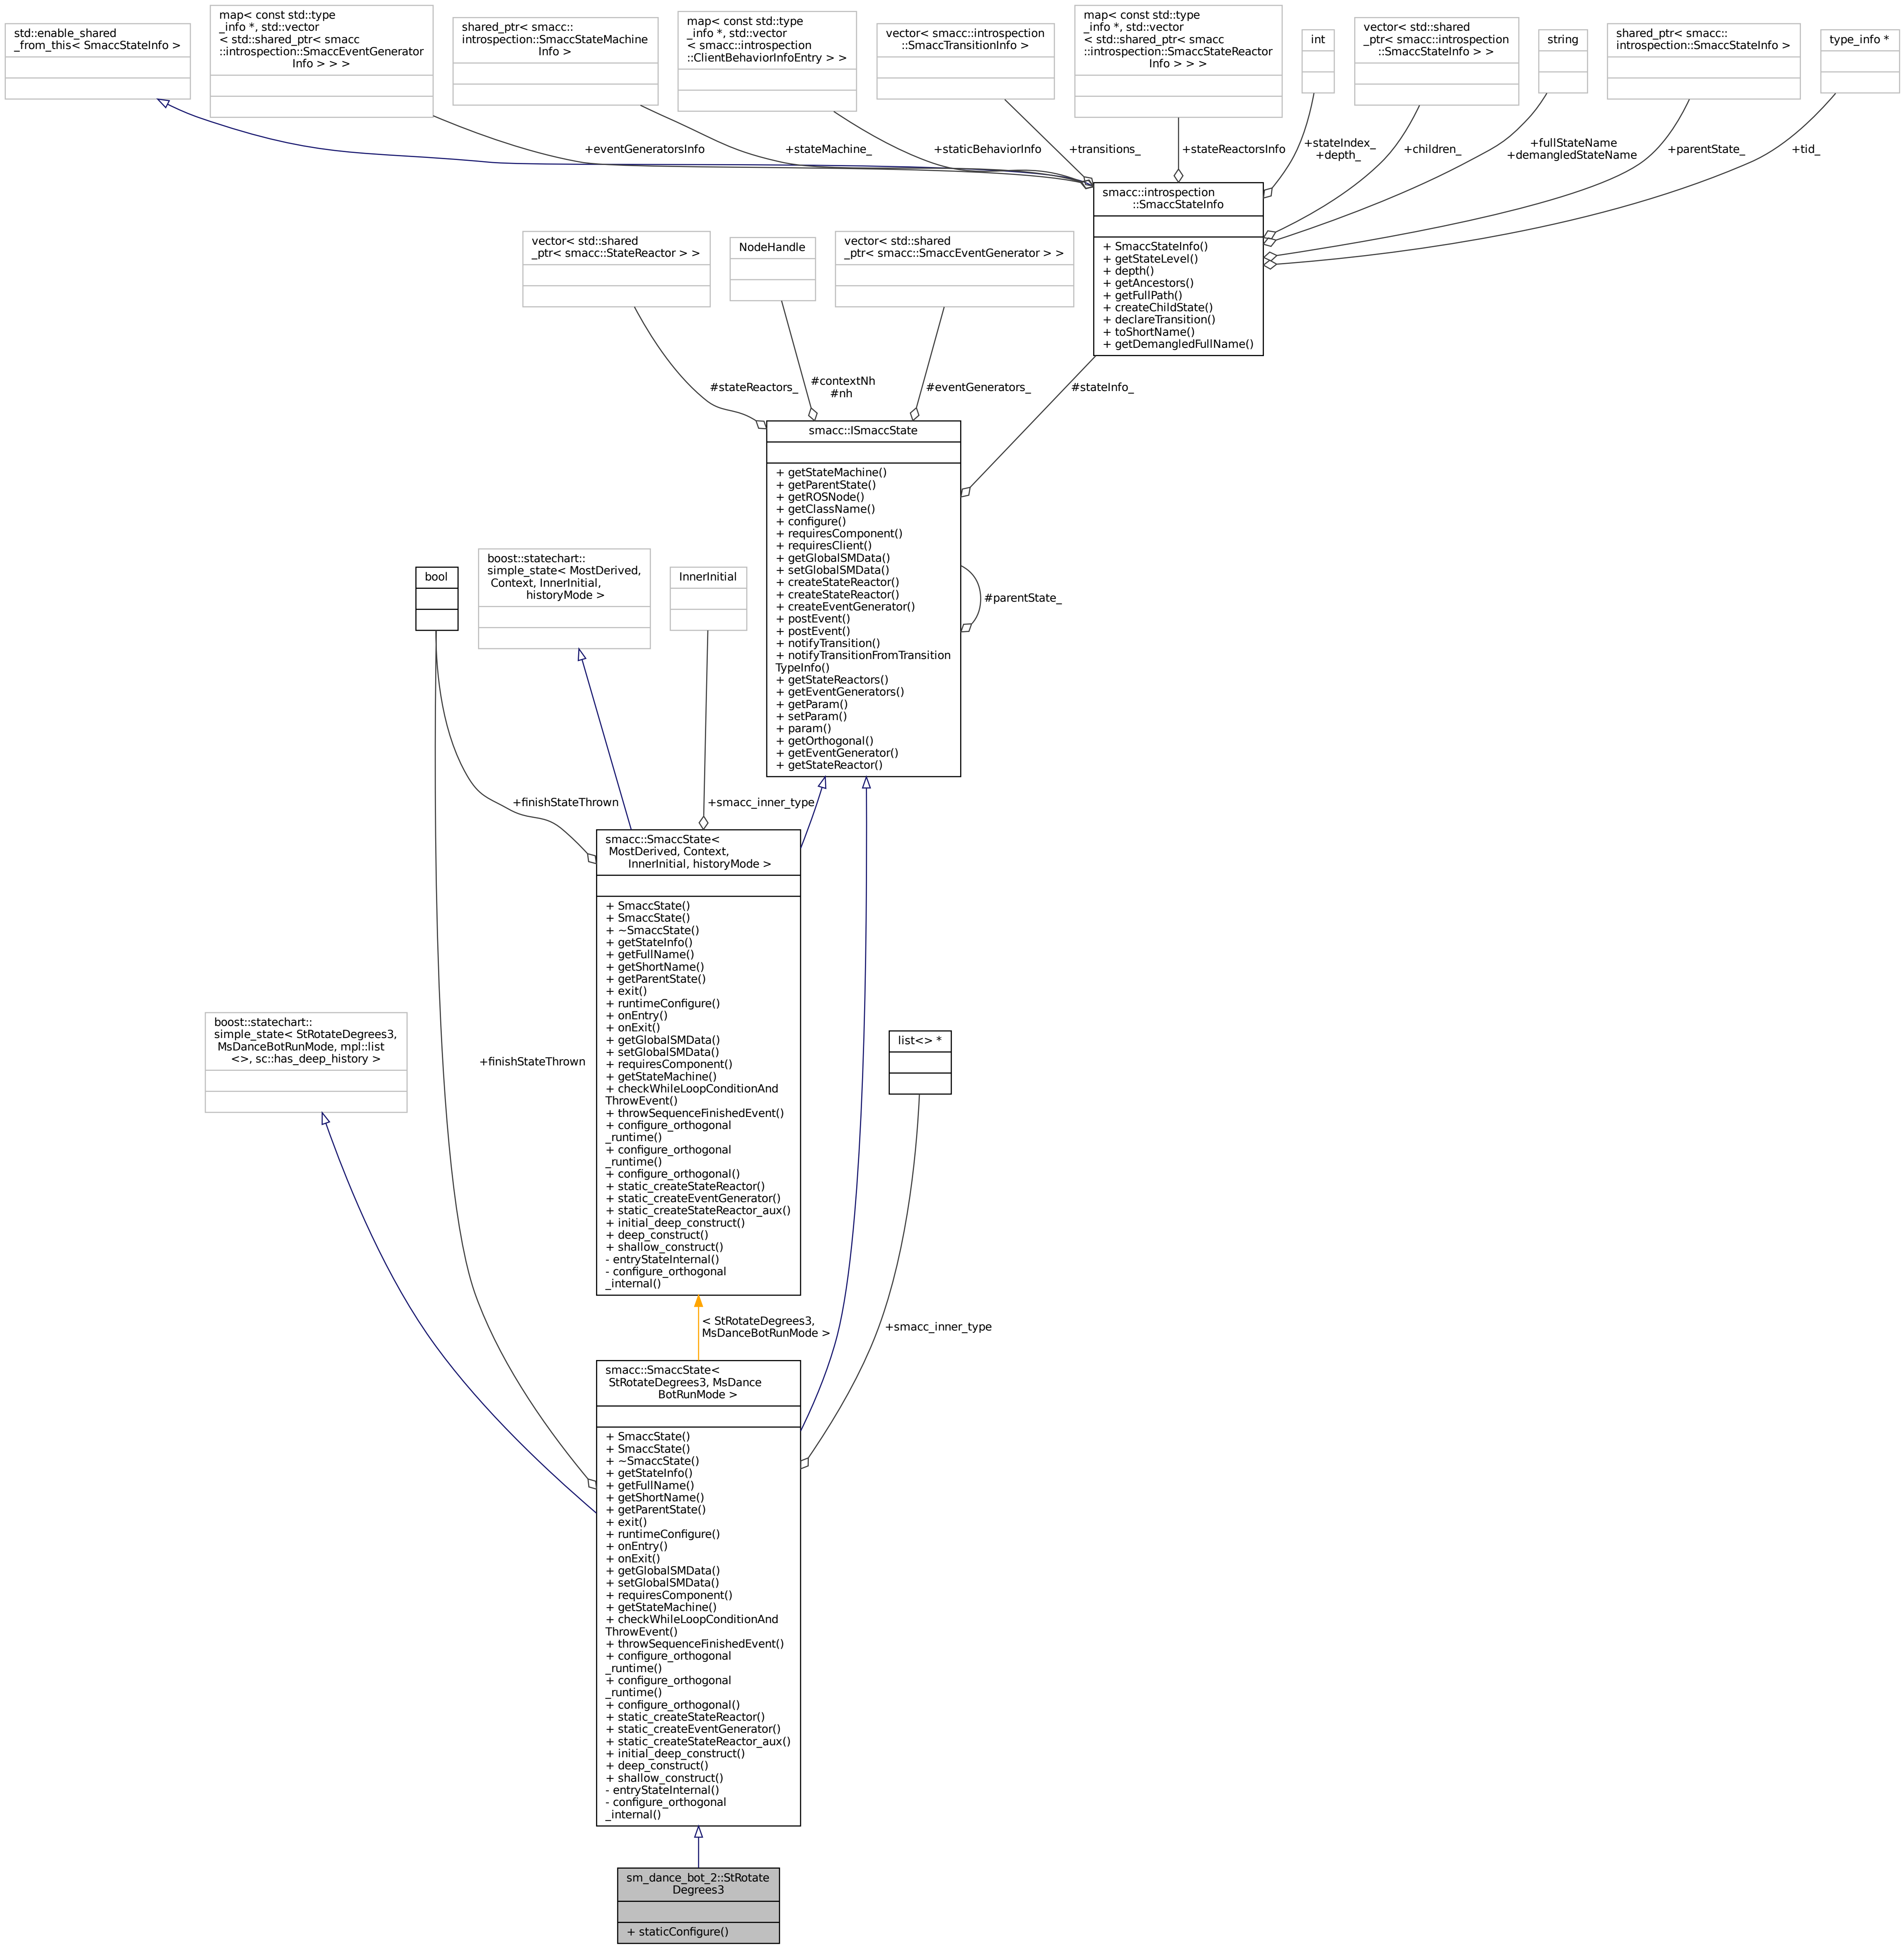 std::enable_shared
_from_this< SmaccStateInfo >
map< const std::type
_info *, std::vector
< std::shared_ptr< smacc
::introspection::SmaccEventGenerator
Info > > >
shared_ptr< smacc::
introspection::SmaccStateMachine
Info >
map< const std::type
_info *, std::vector
< smacc::introspection
::ClientBehaviorInfoEntry > >
vector< smacc::introspection
::SmaccTransitionInfo >
map< const std::type
_info *, std::vector
< std::shared_ptr< smacc
::introspection::SmaccStateReactor
Info > > >
int
vector< std::shared
_ptr< smacc::introspection
::SmaccStateInfo > >
string
shared_ptr< smacc::
introspection::SmaccStateInfo >
type_info *
+eventGeneratorsInfo
+stateMachine_
+staticBehaviorInfo
+transitions_
+stateReactorsInfo
+stateIndex_
+depth_
+children_
+fullStateName
+demangledStateName
+parentState_
+tid_
smacc::introspection
::SmaccStateInfo
+ SmaccStateInfo()
+ getStateLevel()
+ depth()
+ getAncestors()
+ getFullPath()
+ createChildState()
+ declareTransition()
+ toShortName()
+ getDemangledFullName()
vector< std::shared
_ptr< smacc::StateReactor > >
NodeHandle
vector< std::shared
_ptr< smacc::SmaccEventGenerator > >
#stateReactors_
#contextNh
#nh
#eventGenerators_
#stateInfo_
smacc::ISmaccState
+ getStateMachine()
+ getParentState()
+ getROSNode()
+ getClassName()
+ configure()
+ requiresComponent()
+ requiresClient()
+ getGlobalSMData()
+ setGlobalSMData()
+ createStateReactor()
+ createStateReactor()
+ createEventGenerator()
+ postEvent()
+ postEvent()
+ notifyTransition()
+ notifyTransitionFromTransition
TypeInfo()
+ getStateReactors()
+ getEventGenerators()
+ getParam()
+ setParam()
+ param()
+ getOrthogonal()
+ getEventGenerator()
+ getStateReactor()
#parentState_
bool
boost::statechart::
simple_state< MostDerived,
Context, InnerInitial,
historyMode >
InnerInitial
+finishStateThrown
+smacc_inner_type
smacc::SmaccState<
MostDerived, Context,
InnerInitial, historyMode >
+ SmaccState()
+ SmaccState()
+ ~SmaccState()
+ getStateInfo()
+ getFullName()
+ getShortName()
+ getParentState()
+ exit()
+ runtimeConfigure()
+ onEntry()
+ onExit()
+ getGlobalSMData()
+ setGlobalSMData()
+ requiresComponent()
+ getStateMachine()
+ checkWhileLoopConditionAnd
ThrowEvent()
+ throwSequenceFinishedEvent()
+ configure_orthogonal
_runtime()
+ configure_orthogonal
_runtime()
+ configure_orthogonal()
+ static_createStateReactor()
+ static_createEventGenerator()
+ static_createStateReactor_aux()
+ initial_deep_construct()
+ deep_construct()
+ shallow_construct()
- entryStateInternal()
- configure_orthogonal
_internal()
boost::statechart::
simple_state< StRotateDegrees3,
MsDanceBotRunMode, mpl::list
<>, sc::has_deep_history >
+finishStateThrown
list<> *
< StRotateDegrees3,
MsDanceBotRunMode >
+smacc_inner_type
smacc::SmaccState<
StRotateDegrees3, MsDance
BotRunMode >
+ SmaccState()
+ SmaccState()
+ ~SmaccState()
+ getStateInfo()
+ getFullName()
+ getShortName()
+ getParentState()
+ exit()
+ runtimeConfigure()
+ onEntry()
+ onExit()
+ getGlobalSMData()
+ setGlobalSMData()
+ requiresComponent()
+ getStateMachine()
+ checkWhileLoopConditionAnd
ThrowEvent()
+ throwSequenceFinishedEvent()
+ configure_orthogonal
_runtime()
+ configure_orthogonal
_runtime()
+ configure_orthogonal()
+ static_createStateReactor()
+ static_createEventGenerator()
+ static_createStateReactor_aux()
+ initial_deep_construct()
+ deep_construct()
+ shallow_construct()
- entryStateInternal()
- configure_orthogonal
_internal()
sm_dance_bot_2::StRotate
Degrees3
+ staticConfigure()